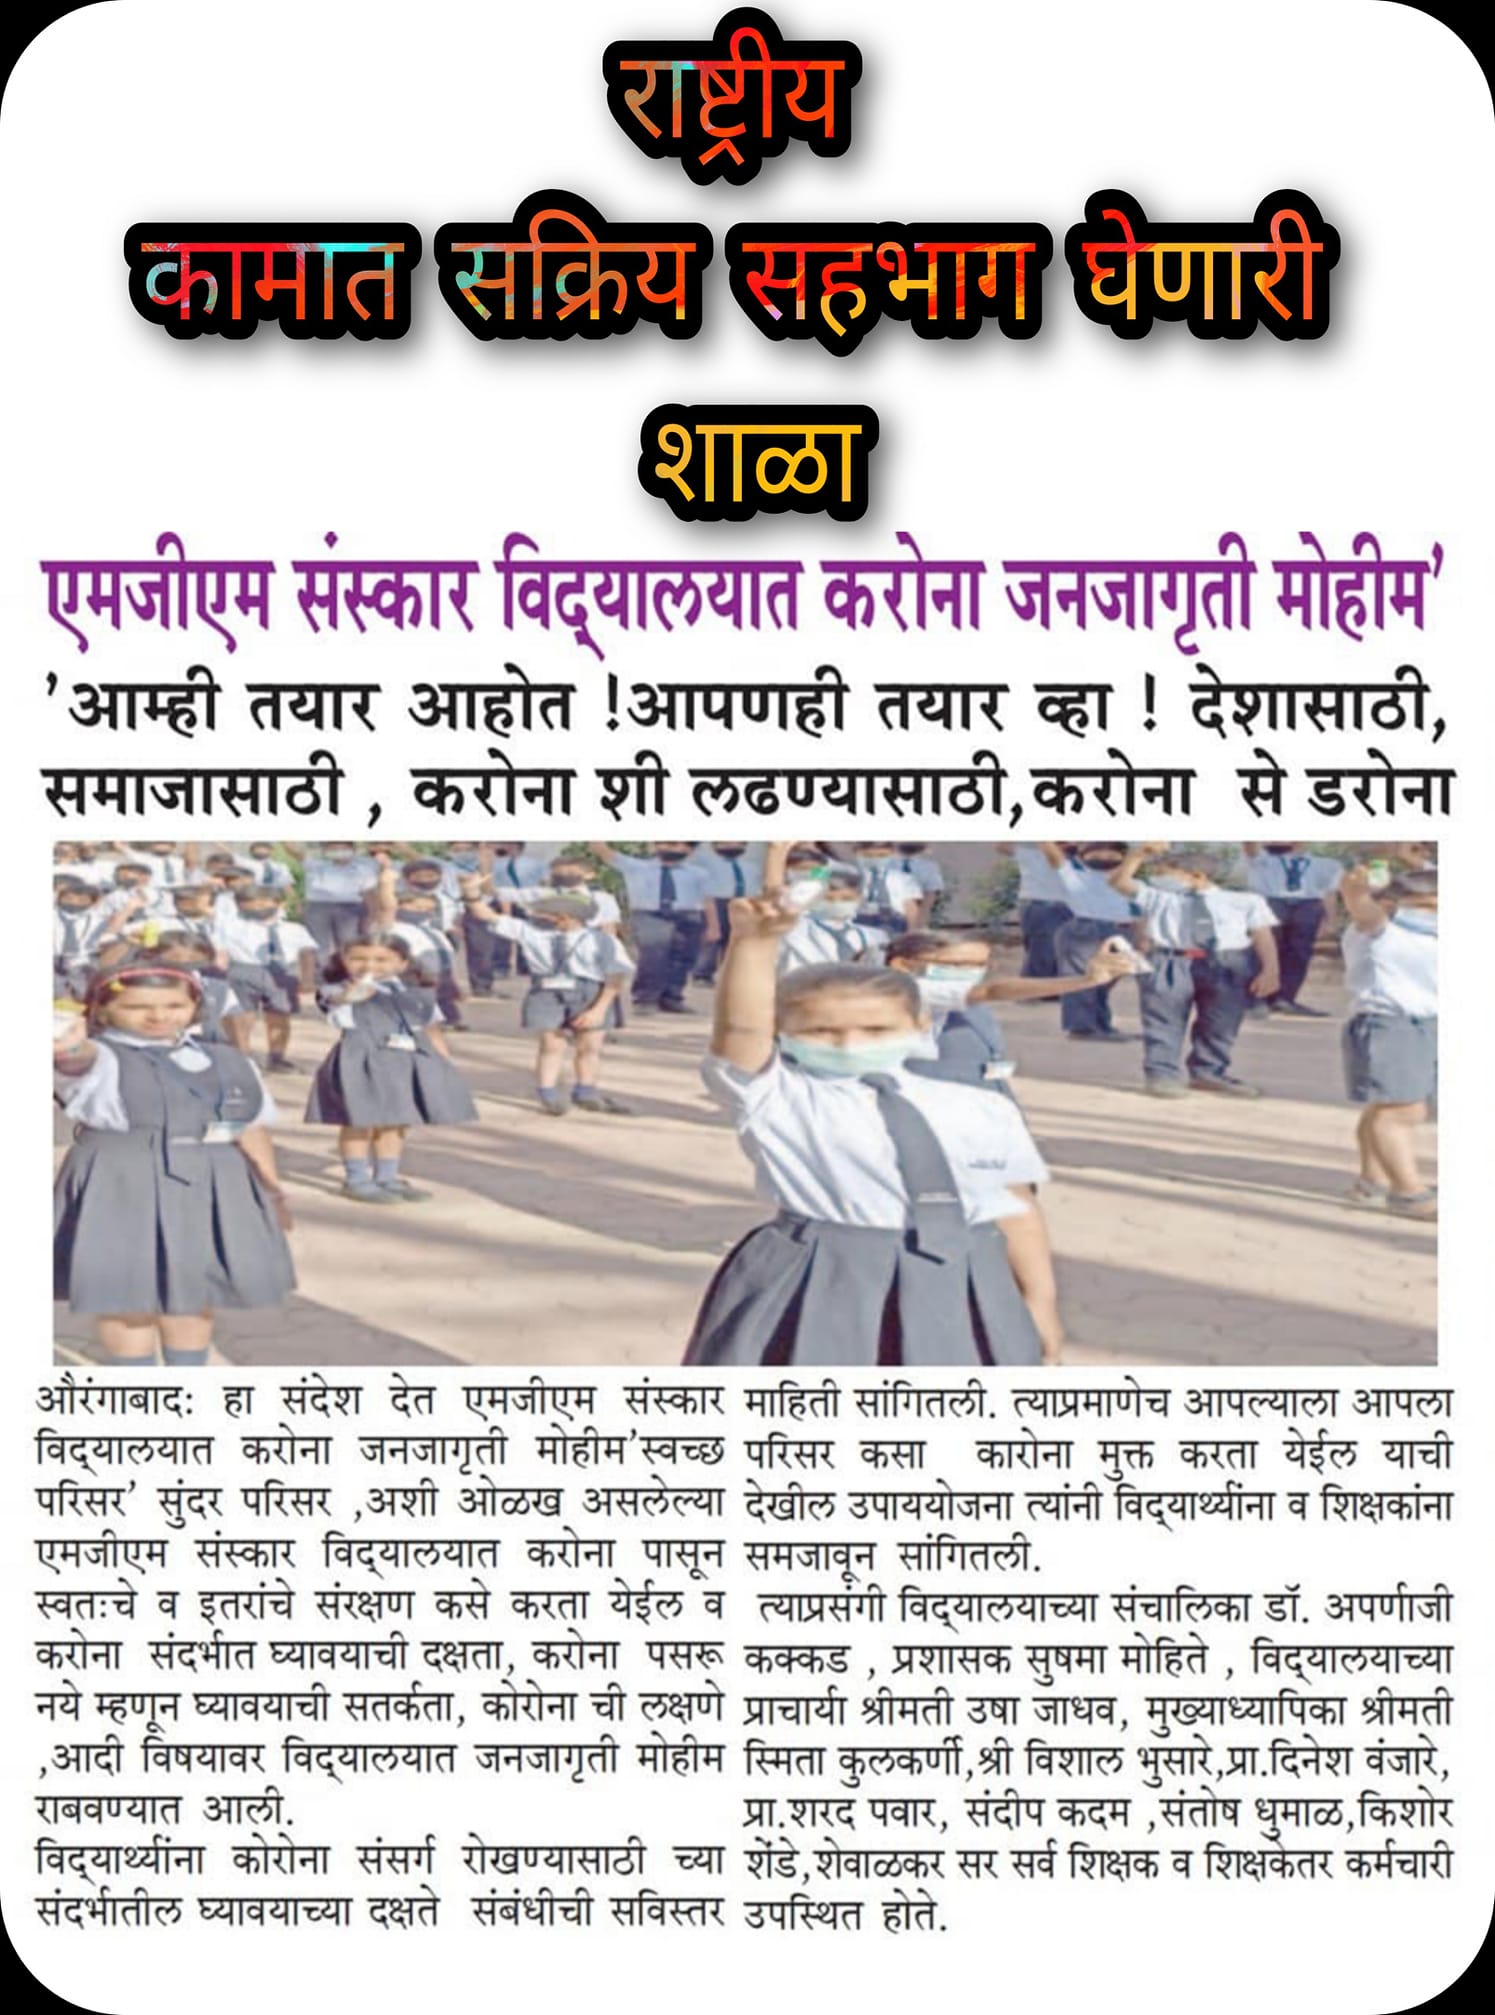 राष्ट्रीय
कामात सक्रिय सहभाग घेणारी
शाळा
एमजीएम संस्कार विद्‌यालयात करोना जनजागृती मोहीम’
’आम्ही तयार आहोत !आपणही तयार व्हा ! देशासाठी,
समाजासाठी , करोना शी लढण्यासाठी,करोना से डरोना
औरंगाबादः हा संदेश देत एमजीएम संस्कार
विद्‌यालयात करोना जनजागृती मोहीम’स्वच्छ
परिसर’ सुंदर परिसर ,अशी ओळख असलेल्या
एमजीएम संस्कार विद्‌यालयात करोना पासून
स्वतःचे व इतरांचे संरक्षण कसे करता येईल व
करोना संदर्भात घ्यावयाची दक्षता, करोना पसरू
नये म्हणून घ्यावयाची सतर्कता, कोरोना ची लक्षणे
,आदी विषयावर विद्‌यालयात जनजागृती मोहीम
राबवण्यात आली.
विद्‌यार्थ्यींना कोरोना संसर्ग रोखण्यासाठी च्या
संदर्भातील घ्यावयाच्या दक्षते संबंधीची सविस्तर
माहिती सांगितली. त्याप्रमाणेच आपल्याला आपला
परिसर कसा कारोना मुक्त करता येईल याची
देखील उपाययोजना त्यांनी विद्‌यार्थ्यींना व शिक्षकांना
समजावून सांगितली.
त्याप्रसंगी विद्‌यालयाच्या संचालिका डॉ. अपर्णाजी
कक्कड , प्रशासक सुषमा मोहिते , विद्‌यालयाच्या
प्राचार्या श्रीमती उषा जाधव, मुख्याध्यापिका श्रीमती
स्मिता कुलकर्णी,श्री विशाल भुसारे,प्रा.दिनेश वंजारे,
प्रा.शरद पवार, संदीप कदम ,संतोष धुमाळ,किशोर
शेंडे,शेवाळकर सर सर्व शिक्षक व शिक्षकेतर कर्मचारी
उपस्थित होते.